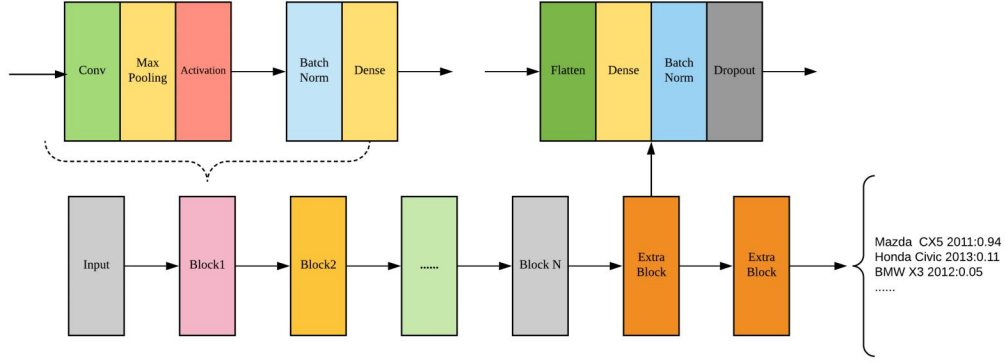 Conv
Max
Pooling
Activation
Batch
Norm
Dense
Flatten
Dense
Batch
Norm
Dropout
Input
Block1
Block2
......
Block N
Extra
Block
Extra
Block
Mazda CX5 2011:0.94
Honda Civic 2013:0.11
BMW X3 2012:0.05
......